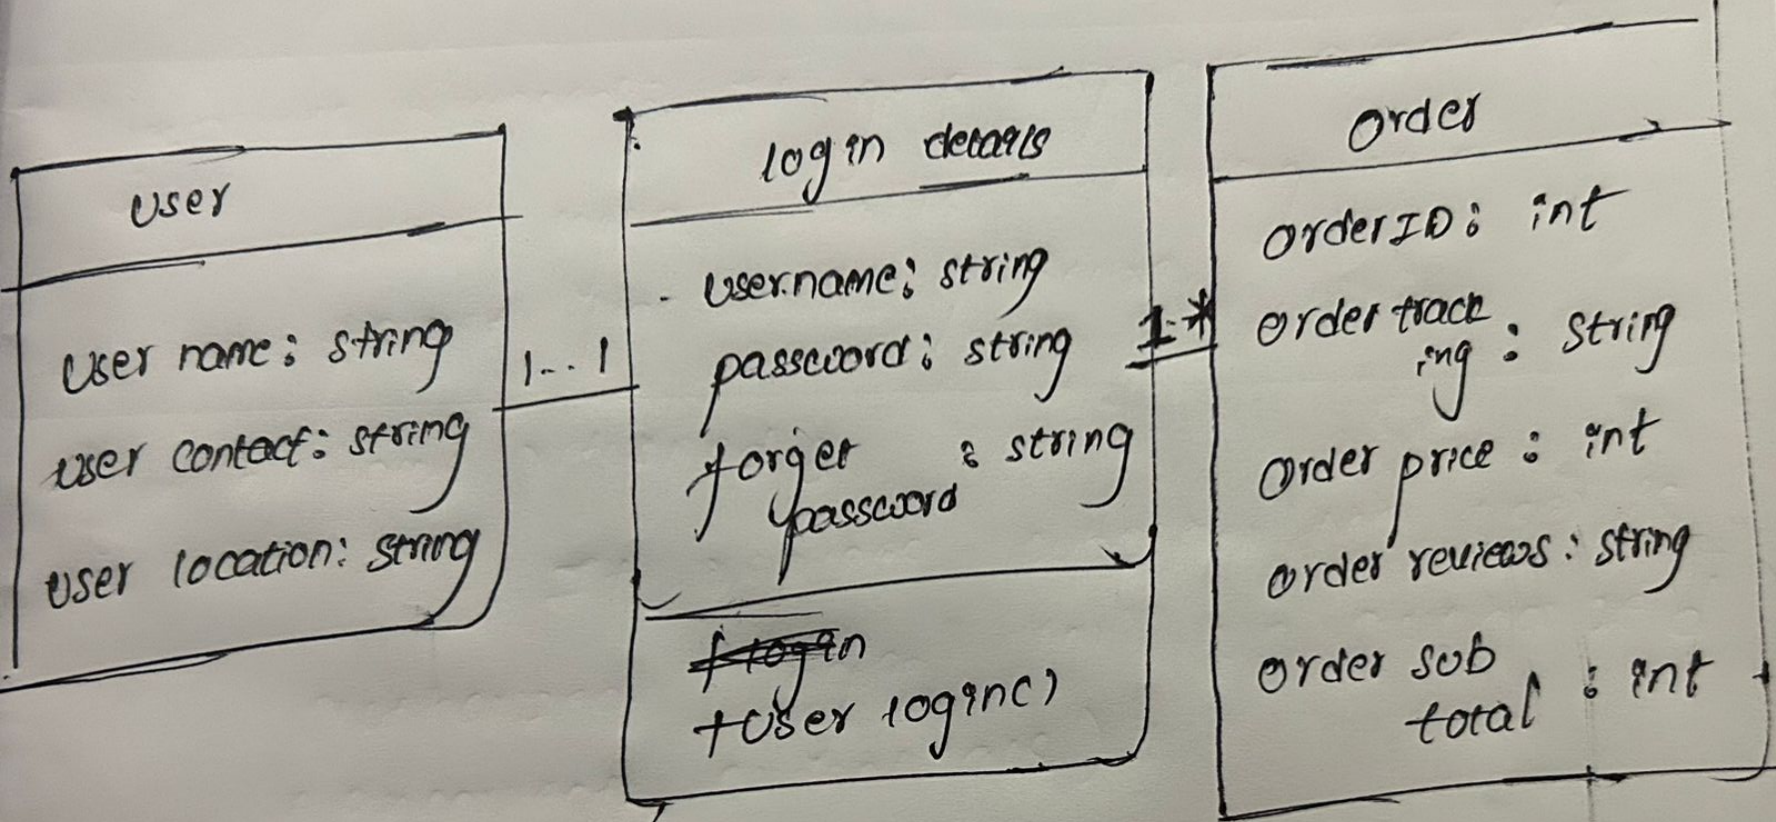 User
User name: string
user contact: string
User location: string
1...1
login details
username: string
password: string
forget : string
password
+User login()
1..*
Order
OrderID: int
Order track
ing : string
Order price : int
Order reviews: string
Order sub
total : int